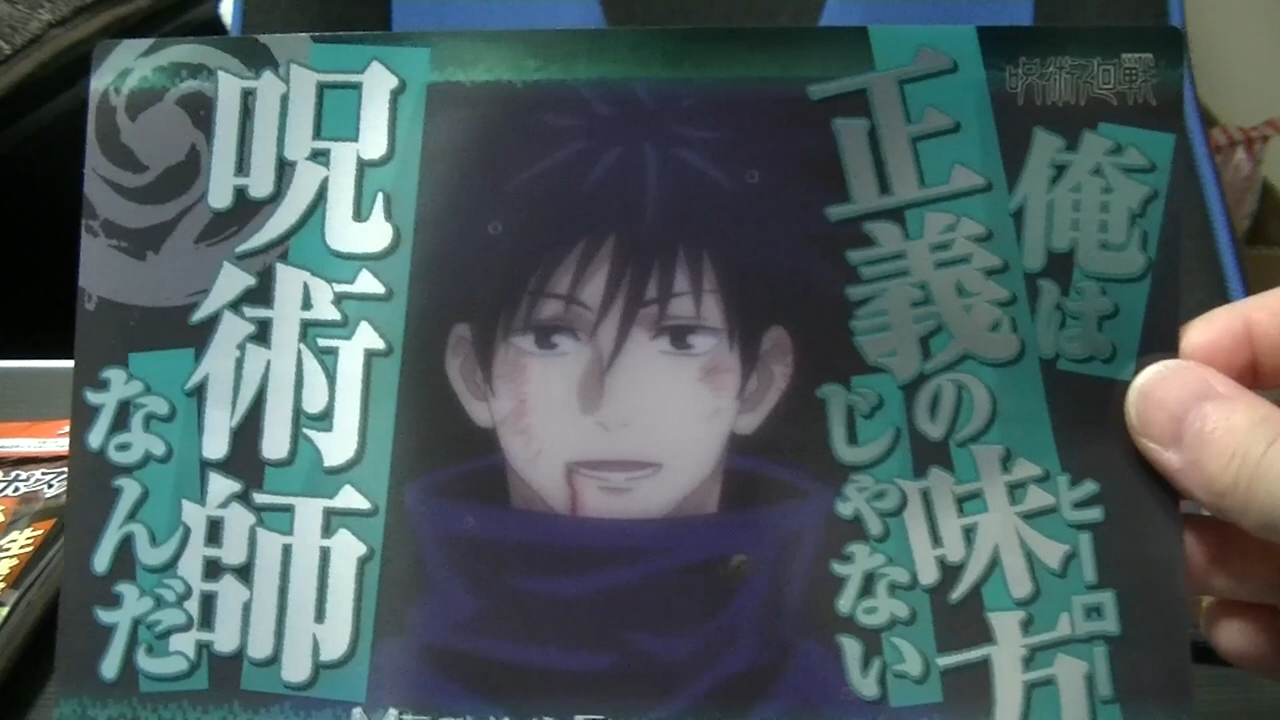 呪術廻戦
俺は
正義の味方
ヒーロー
じゃない
呪術師
なんだ